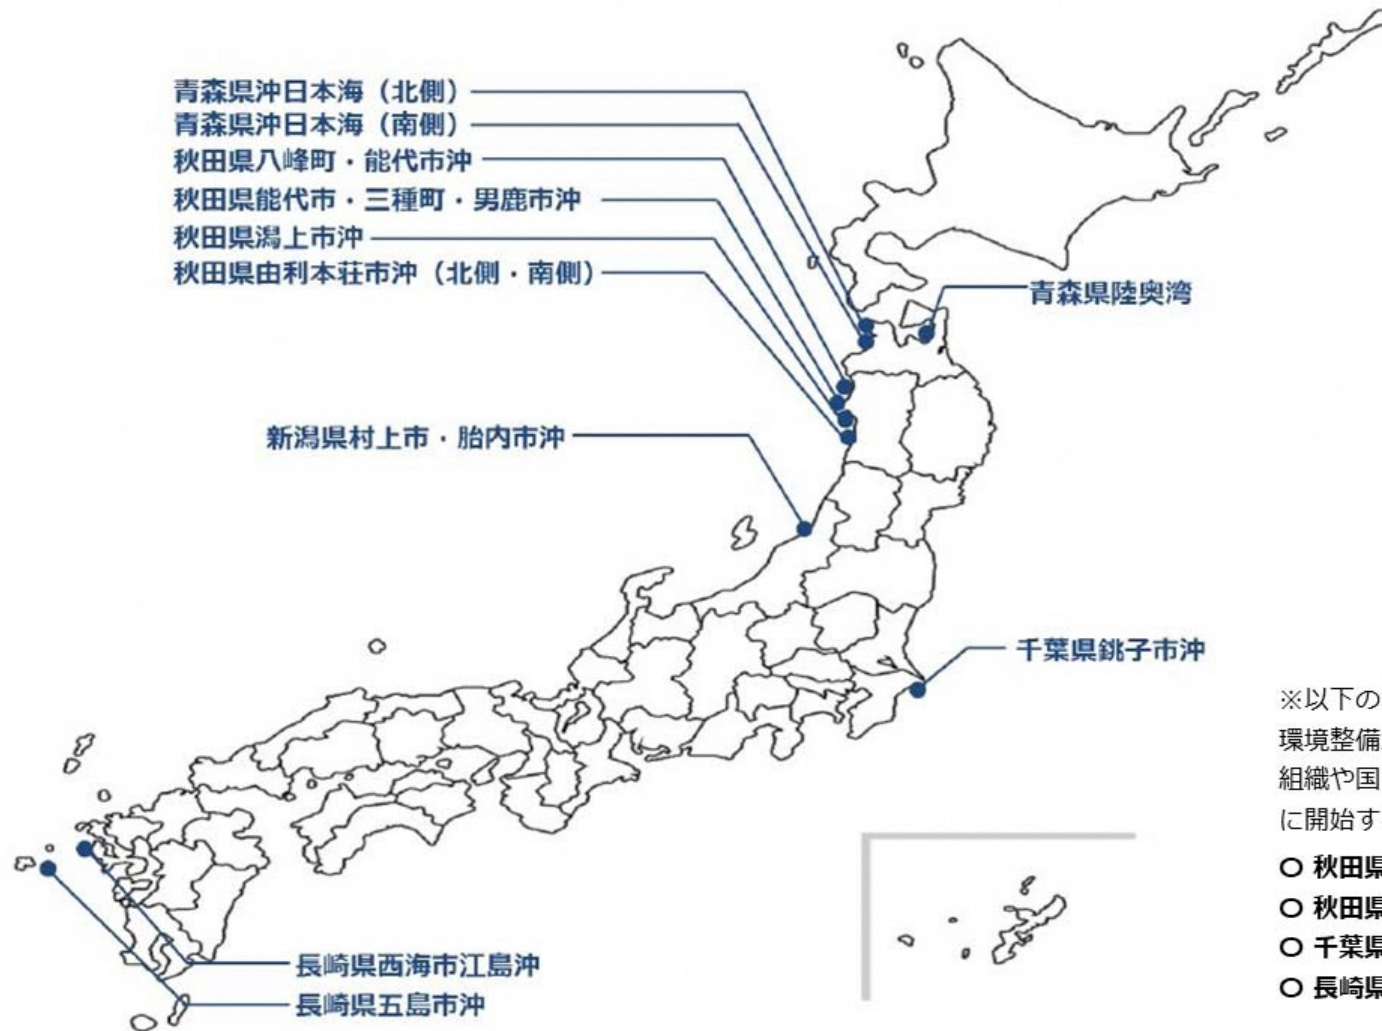 青森県沖日本海（北側）
青森県沖日本海（南側）
秋田県八峰町・能代市沖
秋田県能代市・三種町・男鹿市沖
秋田県潟上市沖
秋田県由利本荘市沖（北側・南側）
青森県陸奥湾
新潟県村上市・胎内市沖
千葉県銚子市沖
※以下の
環境整備
組織や国
に開始す
○ 秋田県
○ 秋田県
○ 千葉県
○ 長崎県
長崎県西海市江島沖
長崎県五島市沖